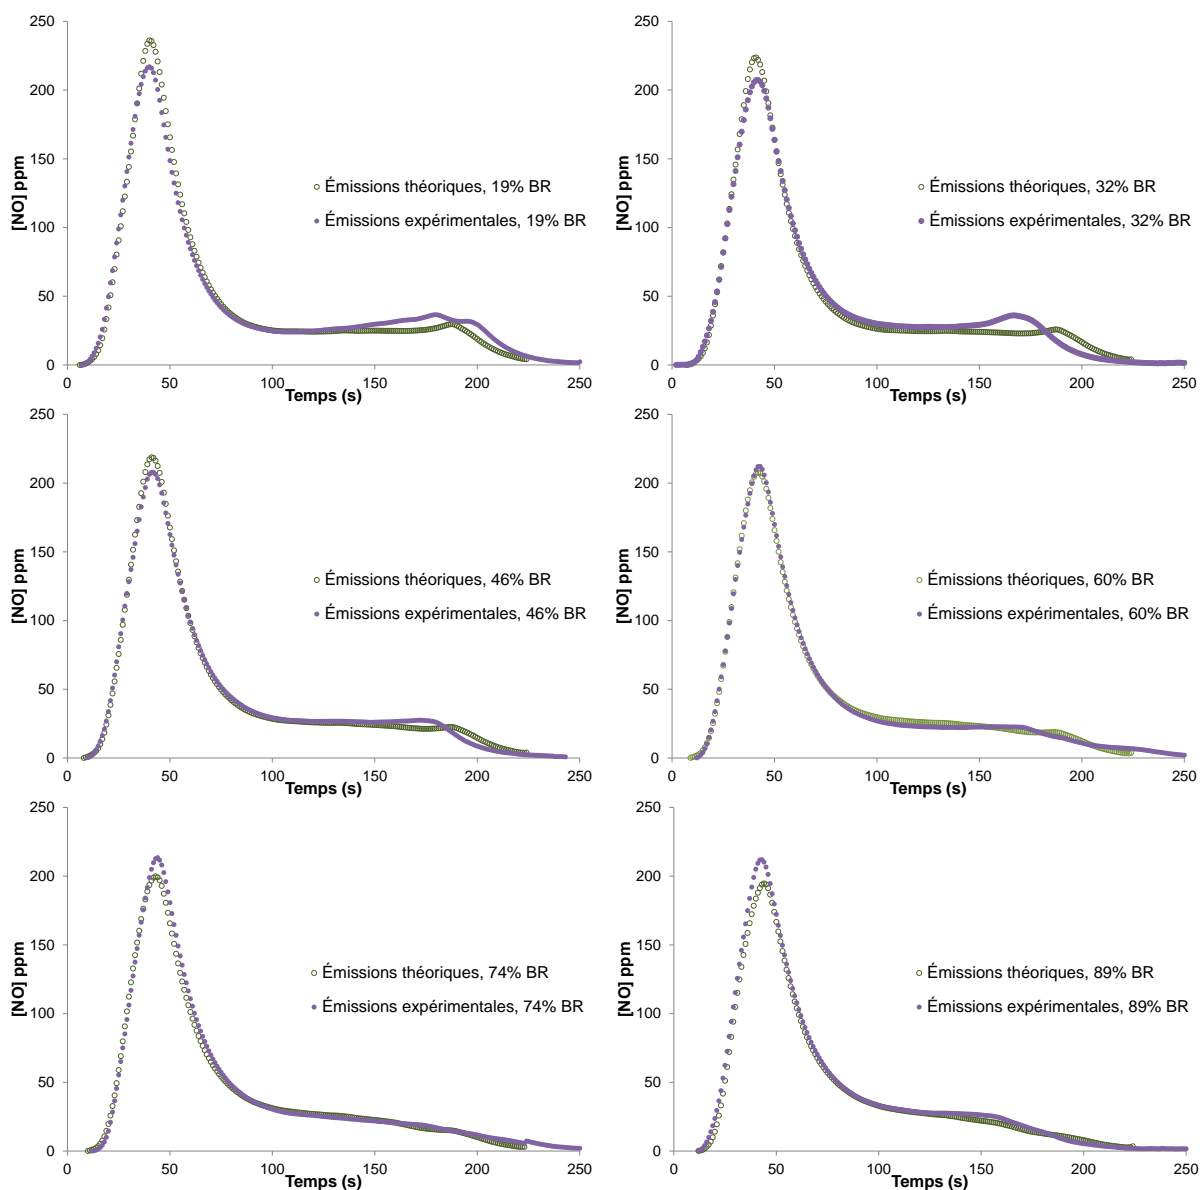 250
200
150
100
50
0
[NO] ppm
0 50 100 150 200 250
Temps (s)
Émissions théoriques, 19% BR
Émissions expérimentales, 19% BR
250
200
150
100
50
0
[NO] ppm
0 50 100 150 200 250
Temps (s)
Émissions théoriques, 32% BR
Émissions expérimentales, 32% BR
250
200
150
100
50
0
[NO] ppm
0 50 100 150 200 250
Temps (s)
Émissions théoriques, 46% BR
Émissions expérimentales, 46% BR
250
200
150
100
50
0
[NO] ppm
0 50 100 150 200 250
Temps (s)
Émissions théoriques, 60% BR
Émissions expérimentales, 60% BR
250
200
150
100
50
0
[NO] ppm
0 50 100 150 200 250
Temps (s)
Émissions théoriques, 74% BR
Émissions expérimentales, 74% BR
250
200
150
100
50
0
[NO] ppm
0 50 100 150 200 250
Temps (s)
Émissions théoriques, 89% BR
Émissions expérimentales, 89% BR